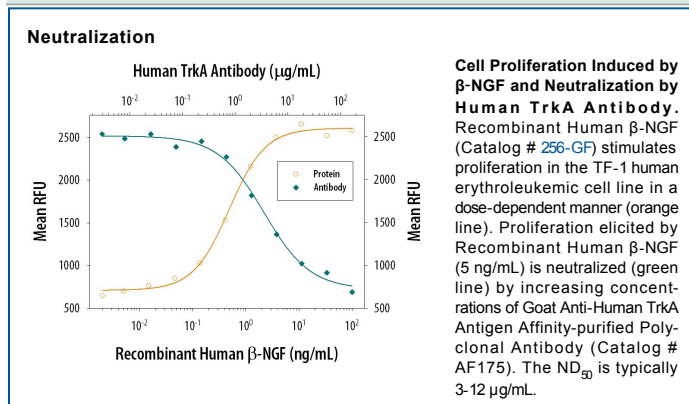 Neutralization
Human TrkA Antibody (µg/mL)
10-2 10-1 100 101 102
2500 2500
2000 2000
1500 1500
1000 1000
500 500
Mean RFU
Mean RFU
Protein
Antibody
10-2 10-1 100 101 102
Recombinant Human β-NGF (ng/mL)
Cell Proliferation Induced by
β-NGF and Neutralization by
Human TrkA Antibody.
Recombinant Human β-NGF
(Catalog # 256-GF) stimulates
proliferation in the TF-1 human
erythroleukemic cell line in a
dose-dependent manner (orange
line). Proliferation elicited by
Recombinant Human β-NGF
(5 ng/mL) is neutralized (green
line) by increasing concent-
rations of Goat Anti-Human TrkA
Antigen Affinity-purified Poly-
clonal Antibody (Catalog #
AF175). The ND50 is typically
3-12 µg/mL.